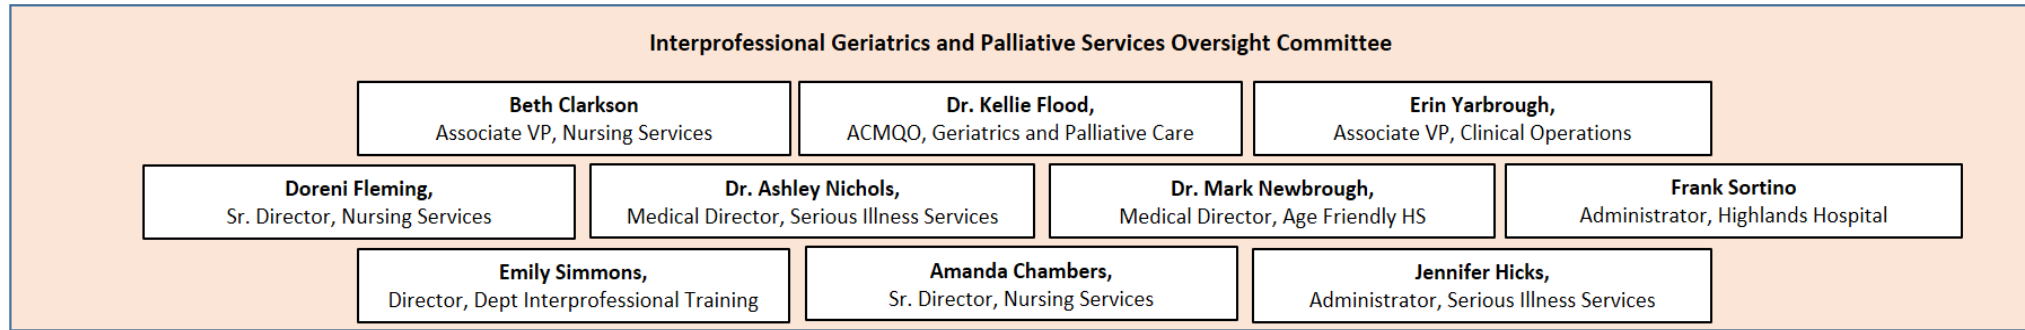 Interprofessional Geriatrics and Palliative Services Oversight Committee
Beth Clarkson
Associate VP, Nursing Services
Dr. Kellie Flood,
ACMQO, Geriatrics and Palliative Care
Erin Yarbrough,
Associate VP, Clinical Operations
Doreni Fleming,
Sr. Director, Nursing Services
Dr. Ashley Nichols,
Medical Director, Serious Illness Services
Dr. Mark Newbrough,
Medical Director, Age Friendly HS
Frank Sortino
Administrator, Highlands Hospital
Emily Simmons,
Director, Dept Interprofessional Training
Amanda Chambers,
Sr. Director, Nursing Services
Jennifer Hicks,
Administrator, Serious Illness Services